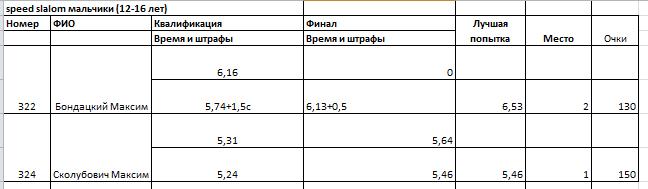 speed slalom мальчики (12-16 лет)
Номер ФИО Квалификация Финал Лучшая попытка Место Очки
Время и штрафы Время и штрафы
6,16 0
322 Бондацкий Максим 5,74+1,5с 6,13+0,5 6,53 2 130
5,31 5,64
324 Сколубович Максим 5,24 5,46 5,46 1 150